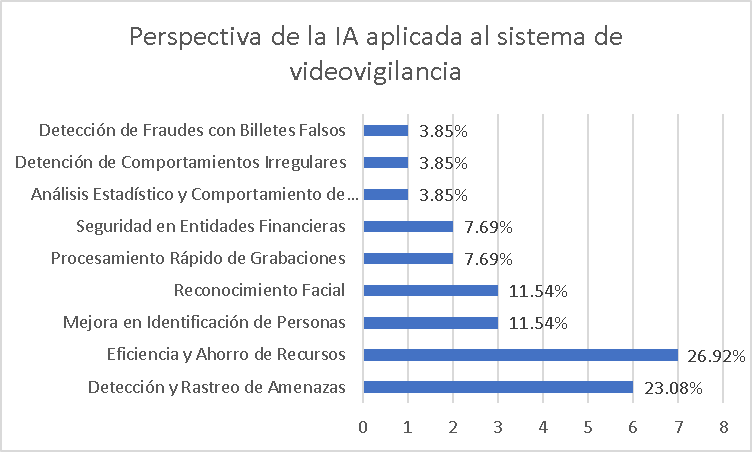 Perspectiva de la IA aplicada al sistema de
videovigilancia
Detección de Fraudes con Billetes Falsos 3.85%
Detención de Comportamientos Irregulares 3.85%
Análisis Estadístico y Comportamiento de... 3.85%
Seguridad en Entidades Financieras 7.69%
Procesamiento Rápido de Grabaciones 7.69%
Reconocimiento Facial 11.54%
Mejora en Identificación de Personas 11.54%
Eficiencia y Ahorro de Recursos 26.92%
Detección y Rastreo de Amenazas 23.08%
0 1 2 3 4 5 6 7 8